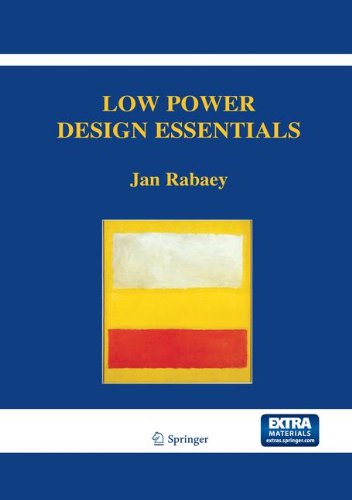 LOW POWER
DESIGN ESSENTIALS
Jan Rabaey
Springer
EXTRA
MATERIALS
extras.springer.com